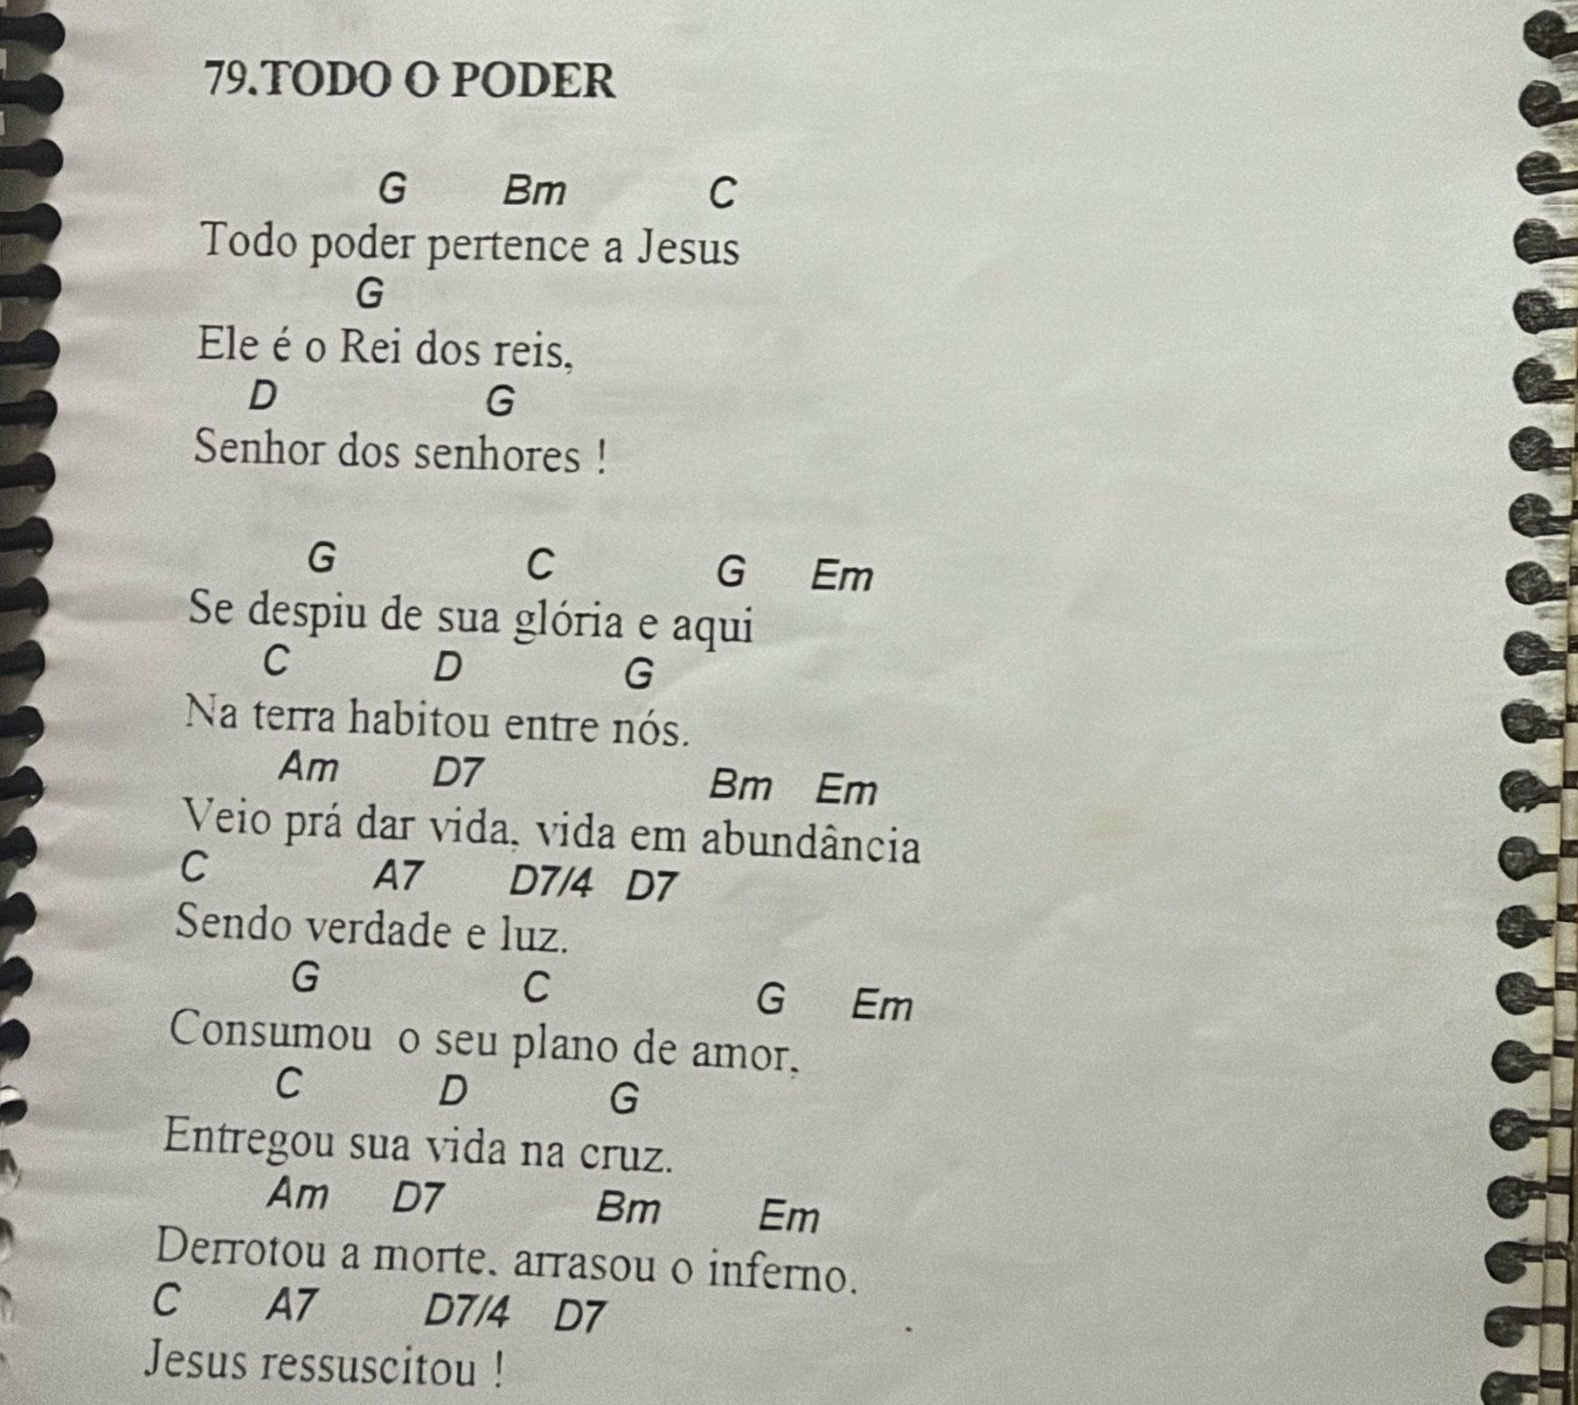 79.TODO O PODER
G Bm C
Todo poder pertence a Jesus
G
Ele é o Rei dos reis,
D G
Senhor dos senhores !
G C G Em
Se despiu de sua glória e aqui
C D G
Na terra habitou entre nós.
Am D7 Bm Em
Veio prá dar vida, vida em abundância
C A7 D7/4 D7
Sendo verdade e luz.
G C G Em
Consumou o seu plano de amor,
C D G
Entregou sua vida na cruz.
Am D7 Bm Em
Derrotou a morte. arrasou o inferno.
C A7 D7/4 D7
Jesus ressuscitou !